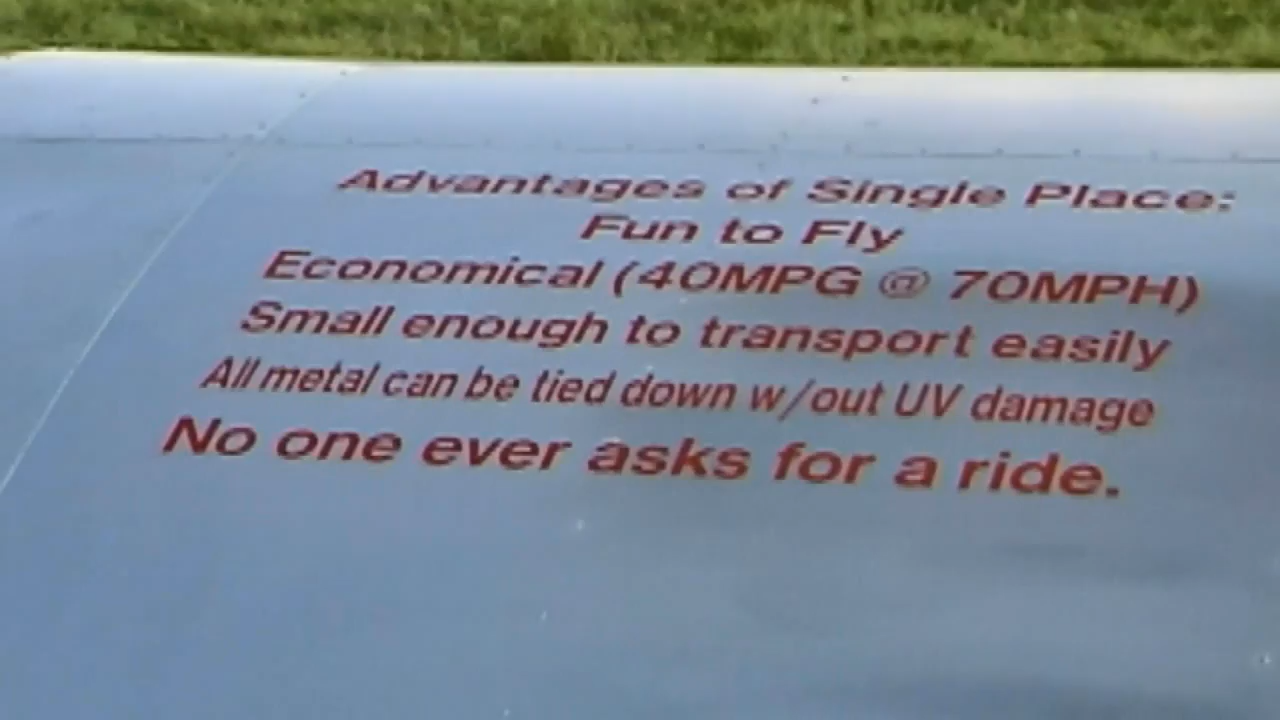 Advantages of Single Place:
Fun to Fly
Economical (40MPG @ 70MPH)
Small enough to transport easily
All metal can be tied down w/out UV damage
No one ever asks for a ride.